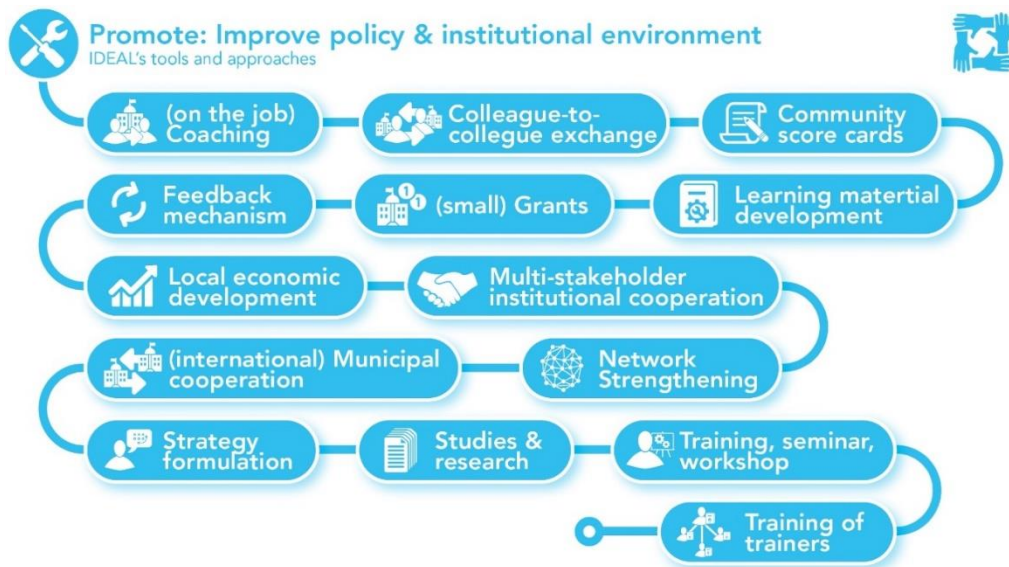 Promote: Improve policy & institutional environment
IDEAL's tools and approaches
(on the job)
Coaching
Colleague-to-
collegue exchange
Community
score cards
Feedback
mechanism
1
1
(small) Grants
Learning matertial
development
Local economic
development
Multi-stakeholder
institutional cooperation
(international) Municipal
cooperation
Network
Strengthening
Strategy
formulation
Studies &
research
Training, seminar,
workshop
Training of
trainers